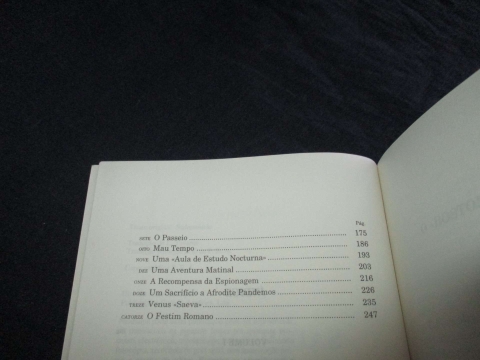 Pág.
SETE O Passeio 175
OITO Mau Tempo 186
NOVE Uma «Aula de Estudo Nocturna» 193
DEZ Uma Aventura Matinal 203
ONZE A Recompensa da Espionagem 216
DOZE Um Sacrifício a Afrodite Pandemos 226
TREZE Venus «Saeva» 235
CATORZE O Festim Romano 247